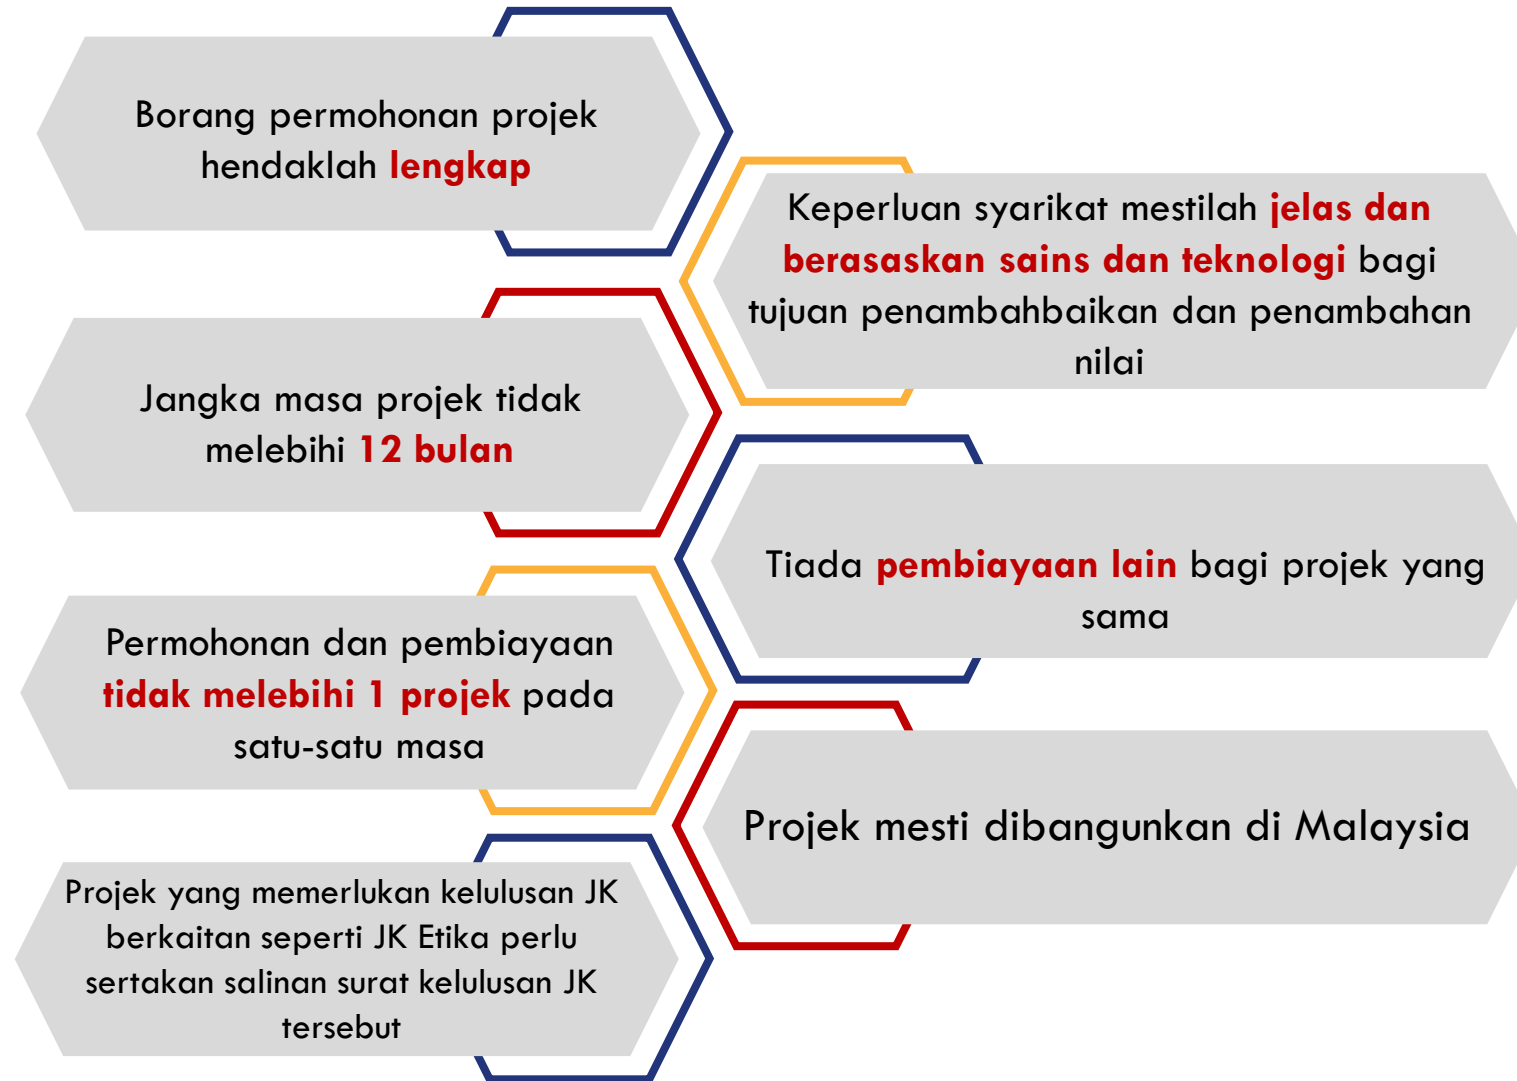 Borang permohonan projek
hendaklah lengkap
Keperluan syarikat mestilah jelas dan
berasaskan sains dan teknologi bagi
tujuan penambahbaikan dan penambahan
nilai
Jangka masa projek tidak
melebihi 12 bulan
Tiada pembiayaan lain bagi projek yang
sama
Permohonan dan pembiayaan
tidak melebihi 1 projek pada
satu-satu masa
Projek mesti dibangunkan di Malaysia
Projek yang memerlukan kelulusan JK
berkaitan seperti JK Etika perlu
sertakan salinan surat kelulusan JK
tersebut